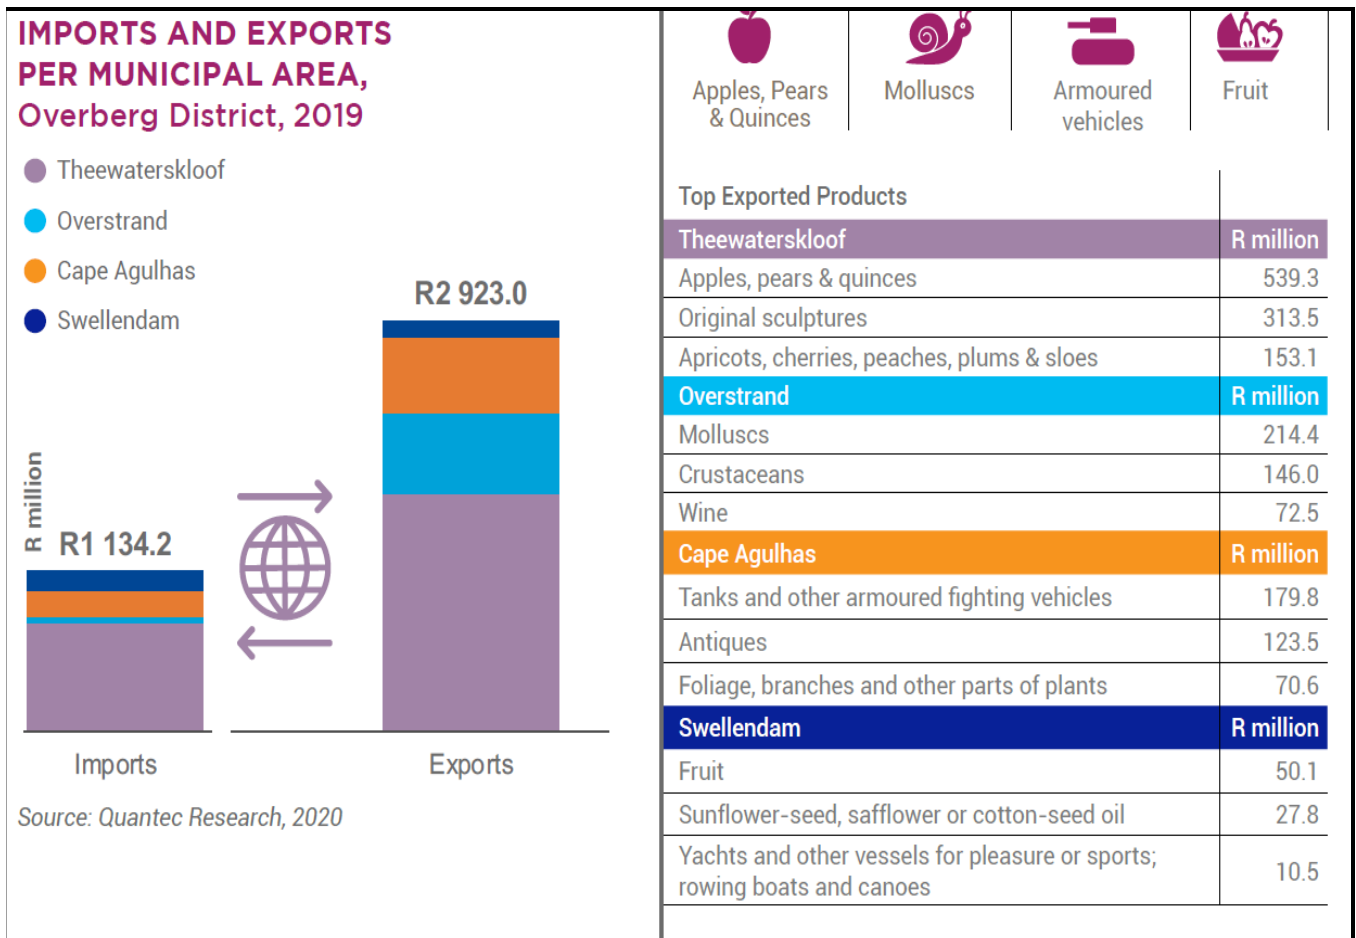 IMPORTS AND EXPORTS
PER MUNICIPAL AREA,
Overberg District, 2019
Theewaterskloof
Overstrand
Cape Agulhas
Swellendam
R million
R1 134.2
R2 923.0
Imports
Exports
Source: Quantec Research, 2020
Apples, Pears
& Quinces
Molluscs
Armoured
vehicles
Fruit
Top Exported Products
Theewaterskloof R million
Apples, pears & quinces 539.3
Original sculptures 313.5
Apricots, cherries, peaches, plums & sloes 153.1
Overstrand R million
Molluscs 214.4
Crustaceans 146.0
Wine 72.5
Cape Agulhas R million
Tanks and other armoured fighting vehicles 179.8
Antiques 123.5
Foliage, branches and other parts of plants 70.6
Swellendam R million
Fruit 50.1
Sunflower-seed, safflower or cotton-seed oil 27.8
Yachts and other vessels for pleasure or sports;
rowing boats and canoes 10.5